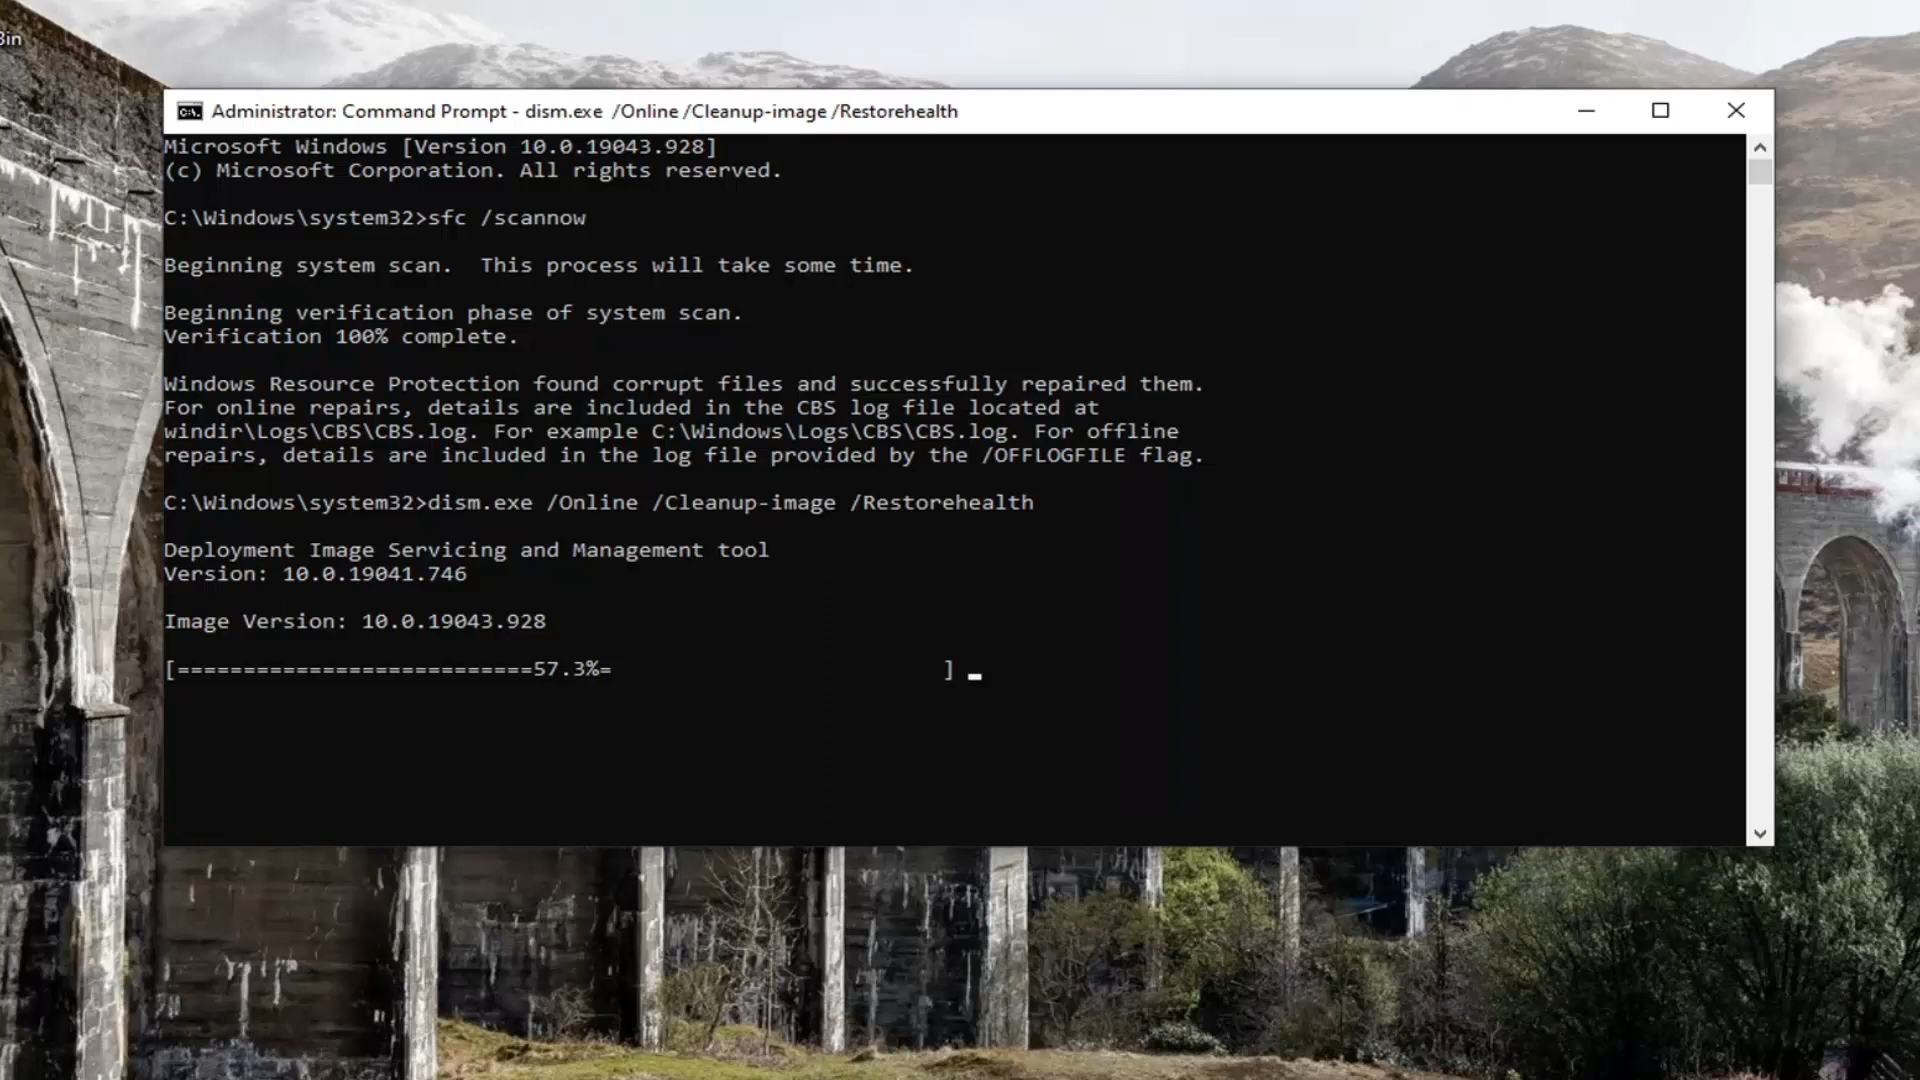 Bin
Administrator: Command Prompt - dism.exe  /Online /Cleanup-image /Restorehealth
Microsoft Windows [Version 10.0.19043.928]
(c) Microsoft Corporation. All rights reserved.
C:\Windows\system32>sfc /scannow
Beginning system scan.  This process will take some time.
Beginning verification phase of system scan.
Verification 100% complete.
Windows Resource Protection found corrupt files and successfully repaired them.
For online repairs, details are included in the CBS log file located at
windir\Logs\CBS\CBS.log. For example C:\Windows\Logs\CBS\CBS.log. For offline
repairs, details are included in the log file provided by the /OFFLOGFILE flag.
C:\Windows\system32>dism.exe /Online /Cleanup-image /Restorehealth
Deployment Image Servicing and Management tool
Version: 10.0.19041.746
Image Version: 10.0.19043.928
[===========================57.3%=                          ]